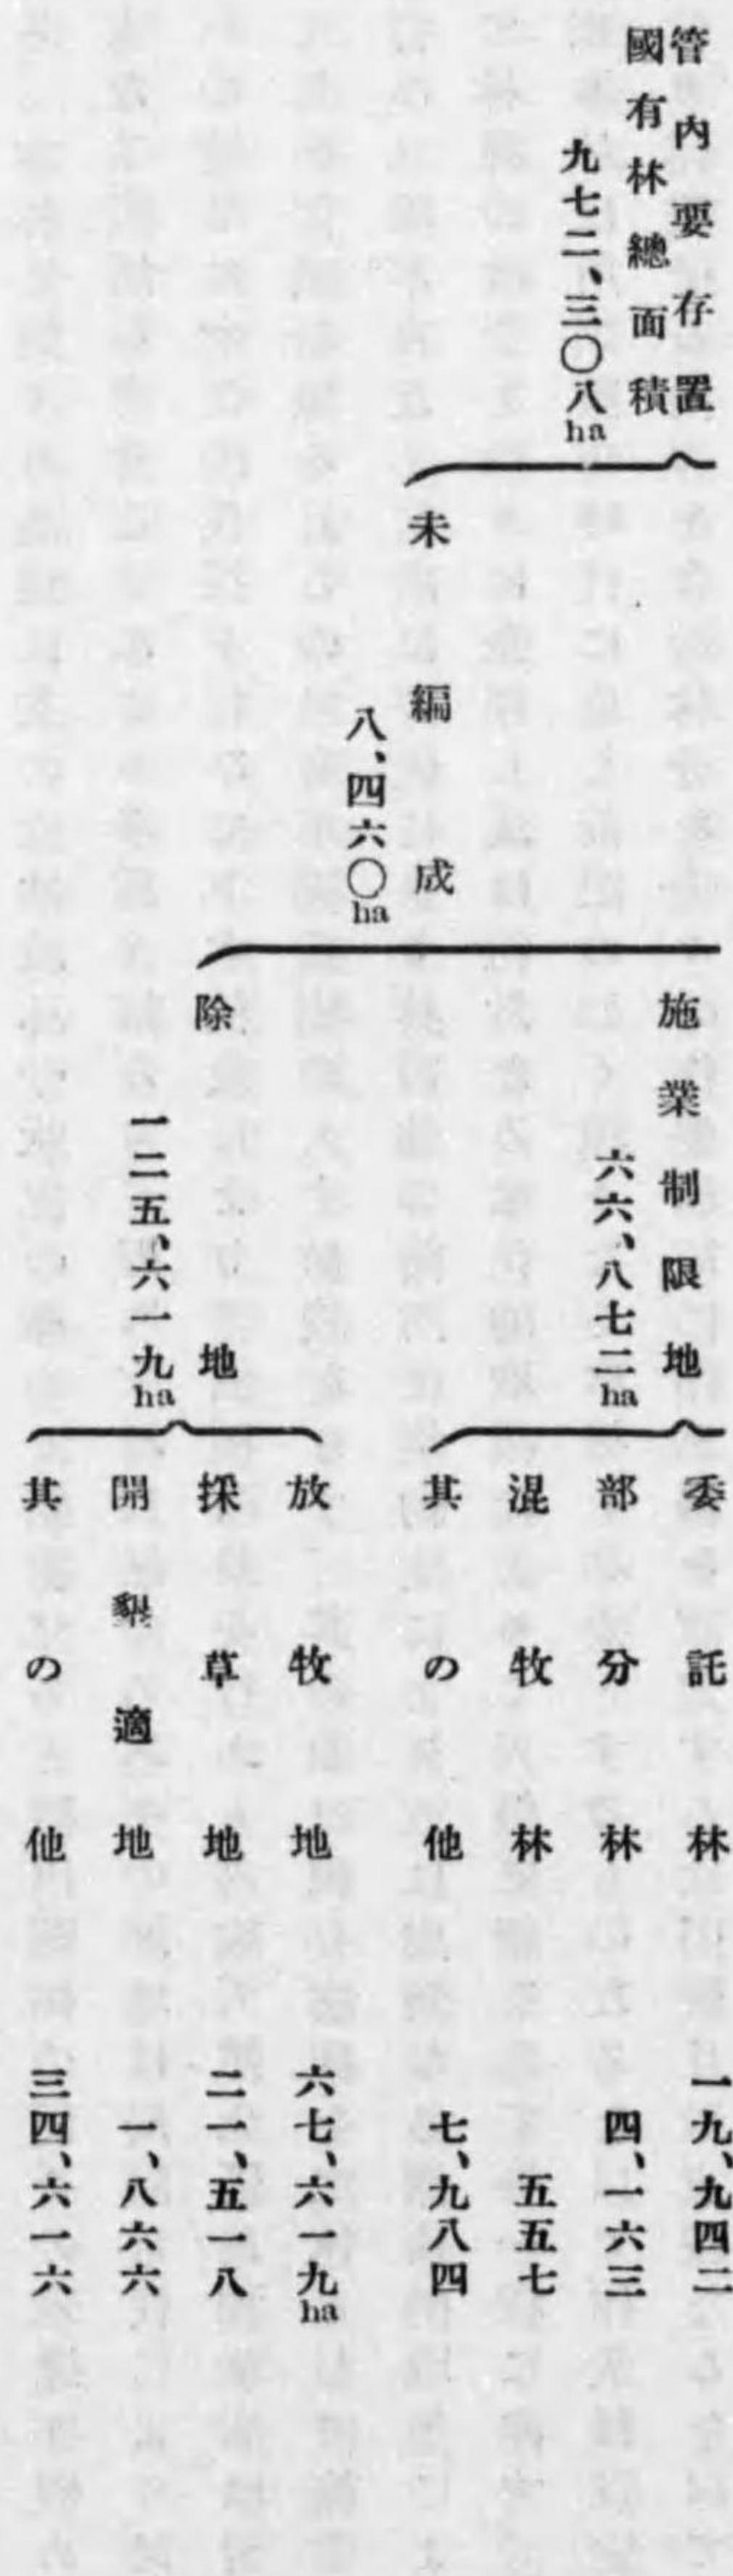 管内要存置
國有林總面積
九七二、三〇八ha
未編成
八、四六〇ha
施業制限地
六六、八七二ha
委託林 一九、九四二
部分林 四、一六三
混牧林 五五七
其の他 七、九八四
除地
一二五、六一九ha
放牧地 六七、六一九ha
採草地 二一、五一八
開墾適地 一、八六六
其の他 三四、六一六